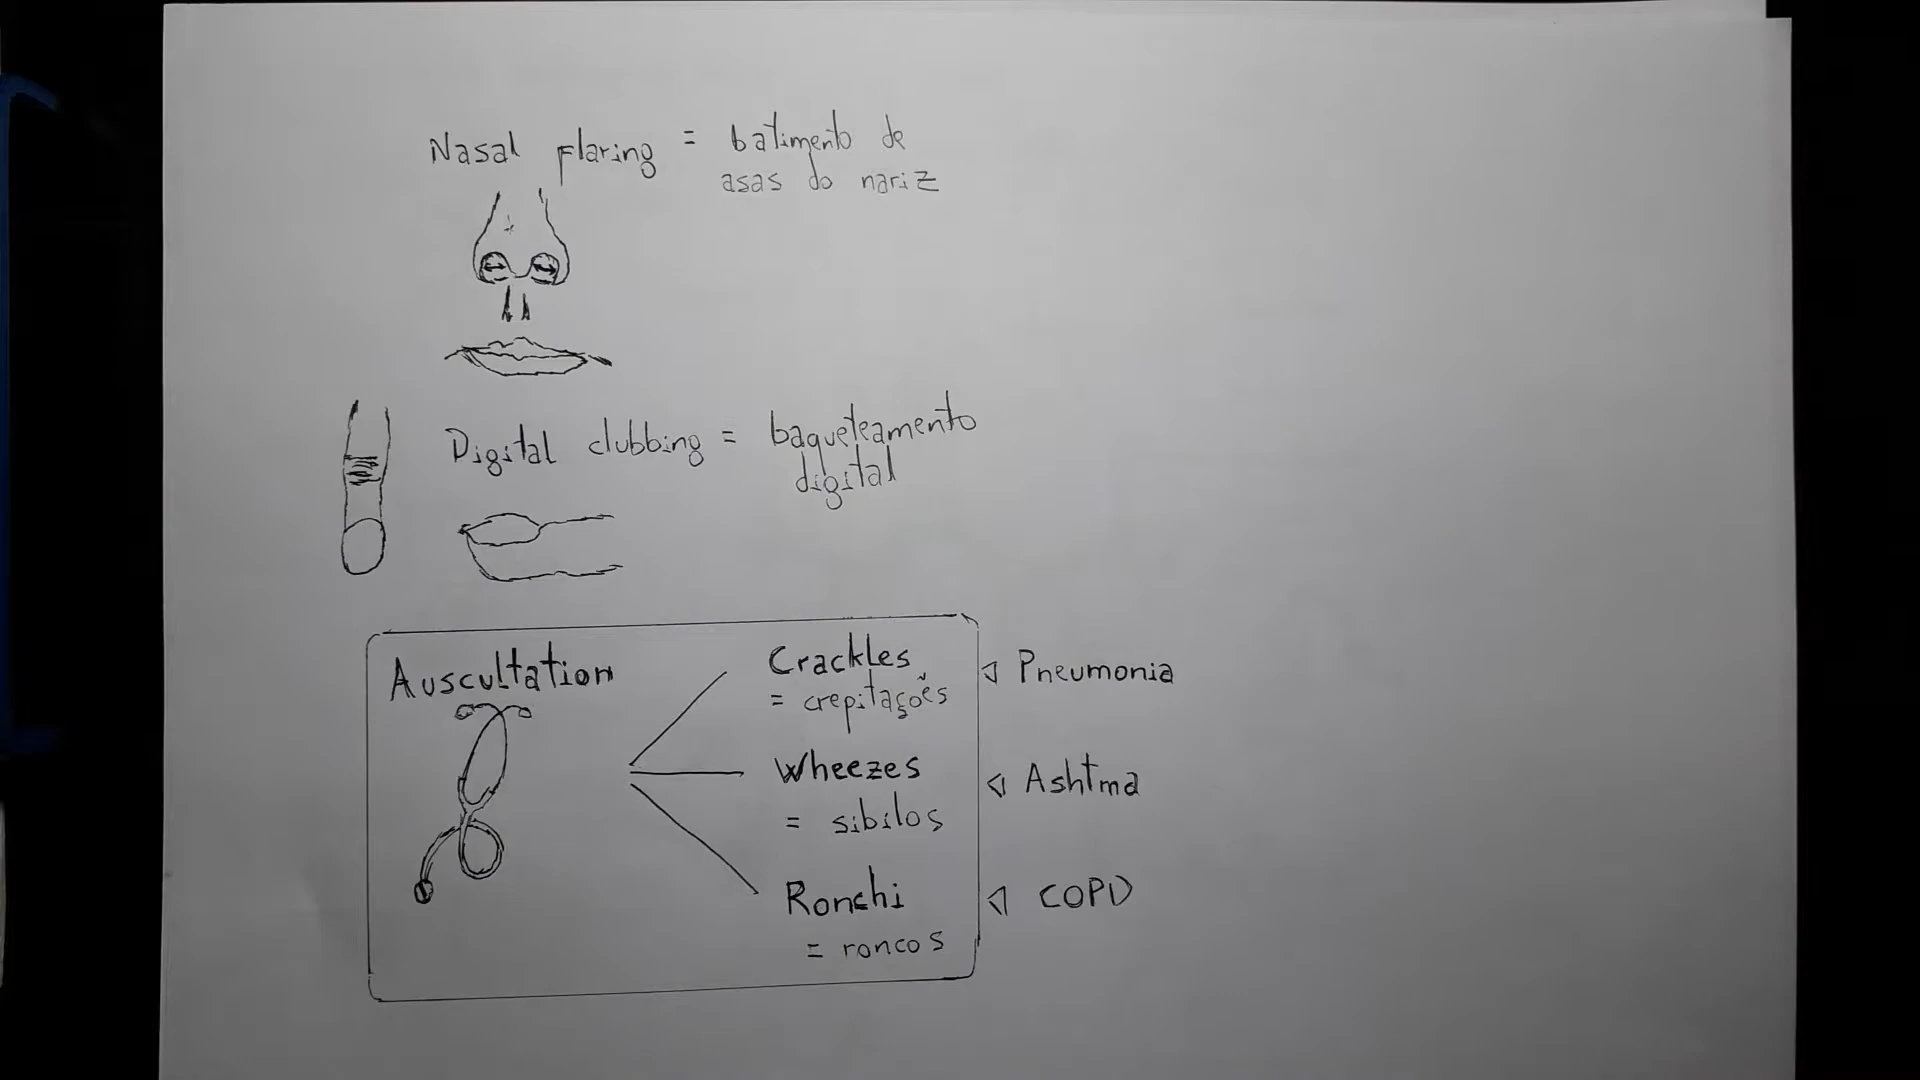 Nasal flaring = batimento de
asas do nariz
Digital clubbing = baqueteamento
digital
Auscultation
Crackles
= crepitações
Pneumonia
Wheezes
= sibilos
Ashtma
Ronchi
= roncos
COPD